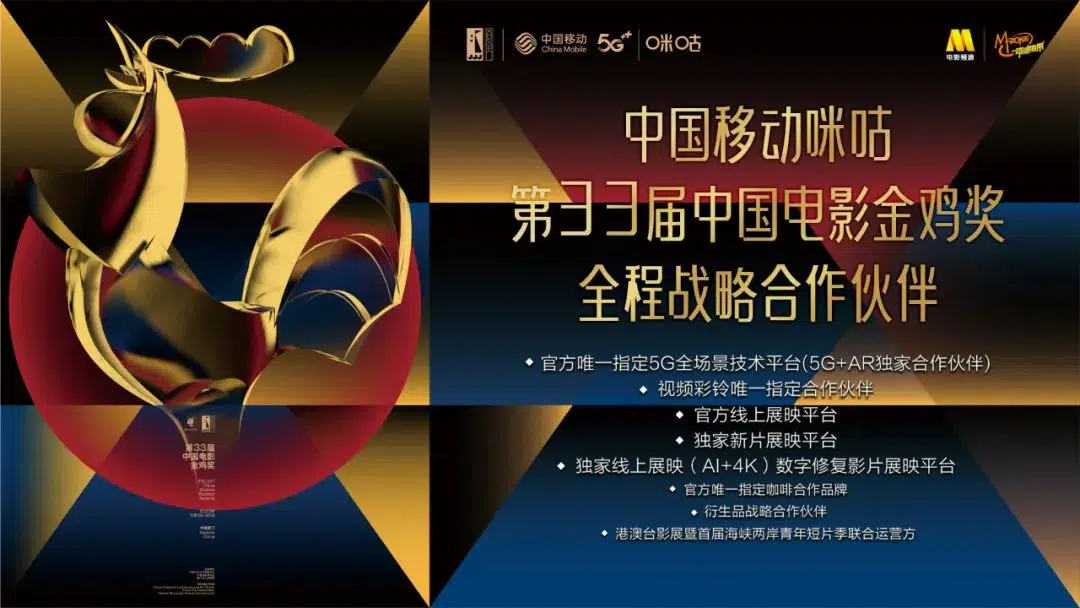 中国移动
China Mobile
5G++
咪咕
电影频道
M-ZONE
中国移动咪咕
第33届中国电影金鸡奖
全程战略合作伙伴
◆ 官方唯一指定5G全场景技术平台(5G+AR独家合作伙伴)
◆ 视频彩铃唯一指定合作伙伴
◆ 官方线上展映平台
◆ 独家新片展映平台
◆ 独家线上展映（AI+4K）数字修复影片展映平台
◆ 官方唯一指定咖啡合作品牌
◆ 衍生品战略合作伙伴
◆ 港澳台影展暨首届海峡两岸青年短片季联合运营方
第33届
中国电影
金鸡奖